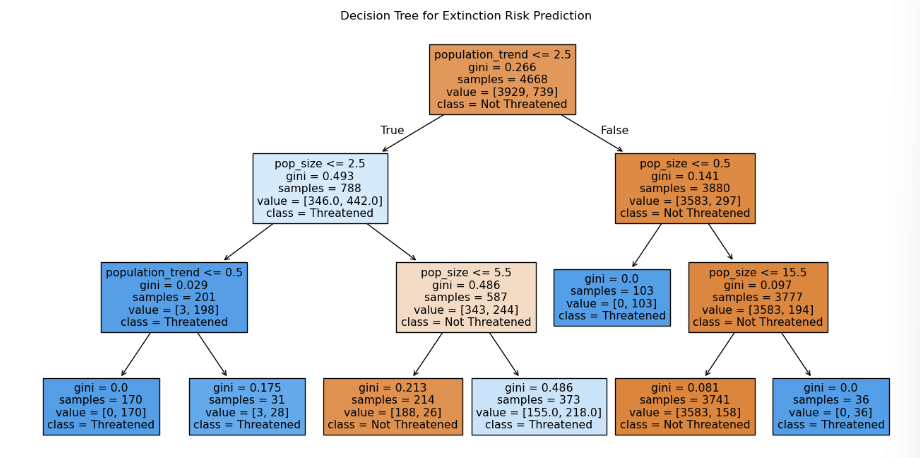 Decision Tree for Extinction Risk Prediction
population_trend <= 2.5
gini = 0.266
samples = 4668
value = [3929, 739]
class = Not Threatened
True
False
pop_size <= 2.5
gini = 0.493
samples = 788
value = [346.0, 442.0]
class = Threatened
pop_size <= 0.5
gini = 0.141
samples = 3880
value = [3583, 297]
class = Not Threatened
population_trend <= 0.5
gini = 0.029
samples = 201
value = [3, 198]
class = Threatened
pop_size <= 5.5
gini = 0.486
samples = 587
value = [343, 244]
class = Not Threatened
gini = 0.0
samples = 103
value = [0, 103]
class = Threatened
pop_size <= 15.5
gini = 0.097
samples = 3777
value = [3583, 194]
class = Not Threatened
gini = 0.0
samples = 170
value = [0, 170]
class = Threatened
gini = 0.175
samples = 31
value = [3, 28]
class = Threatened
gini = 0.213
samples = 214
value = [188, 26]
class = Not Threatened
gini = 0.486
samples = 373
value = [155.0, 218.0]
class = Threatened
gini = 0.081
samples = 3741
value = [3583, 158]
class = Not Threatened
gini = 0.0
samples = 36
value = [0, 36]
class = Threatened